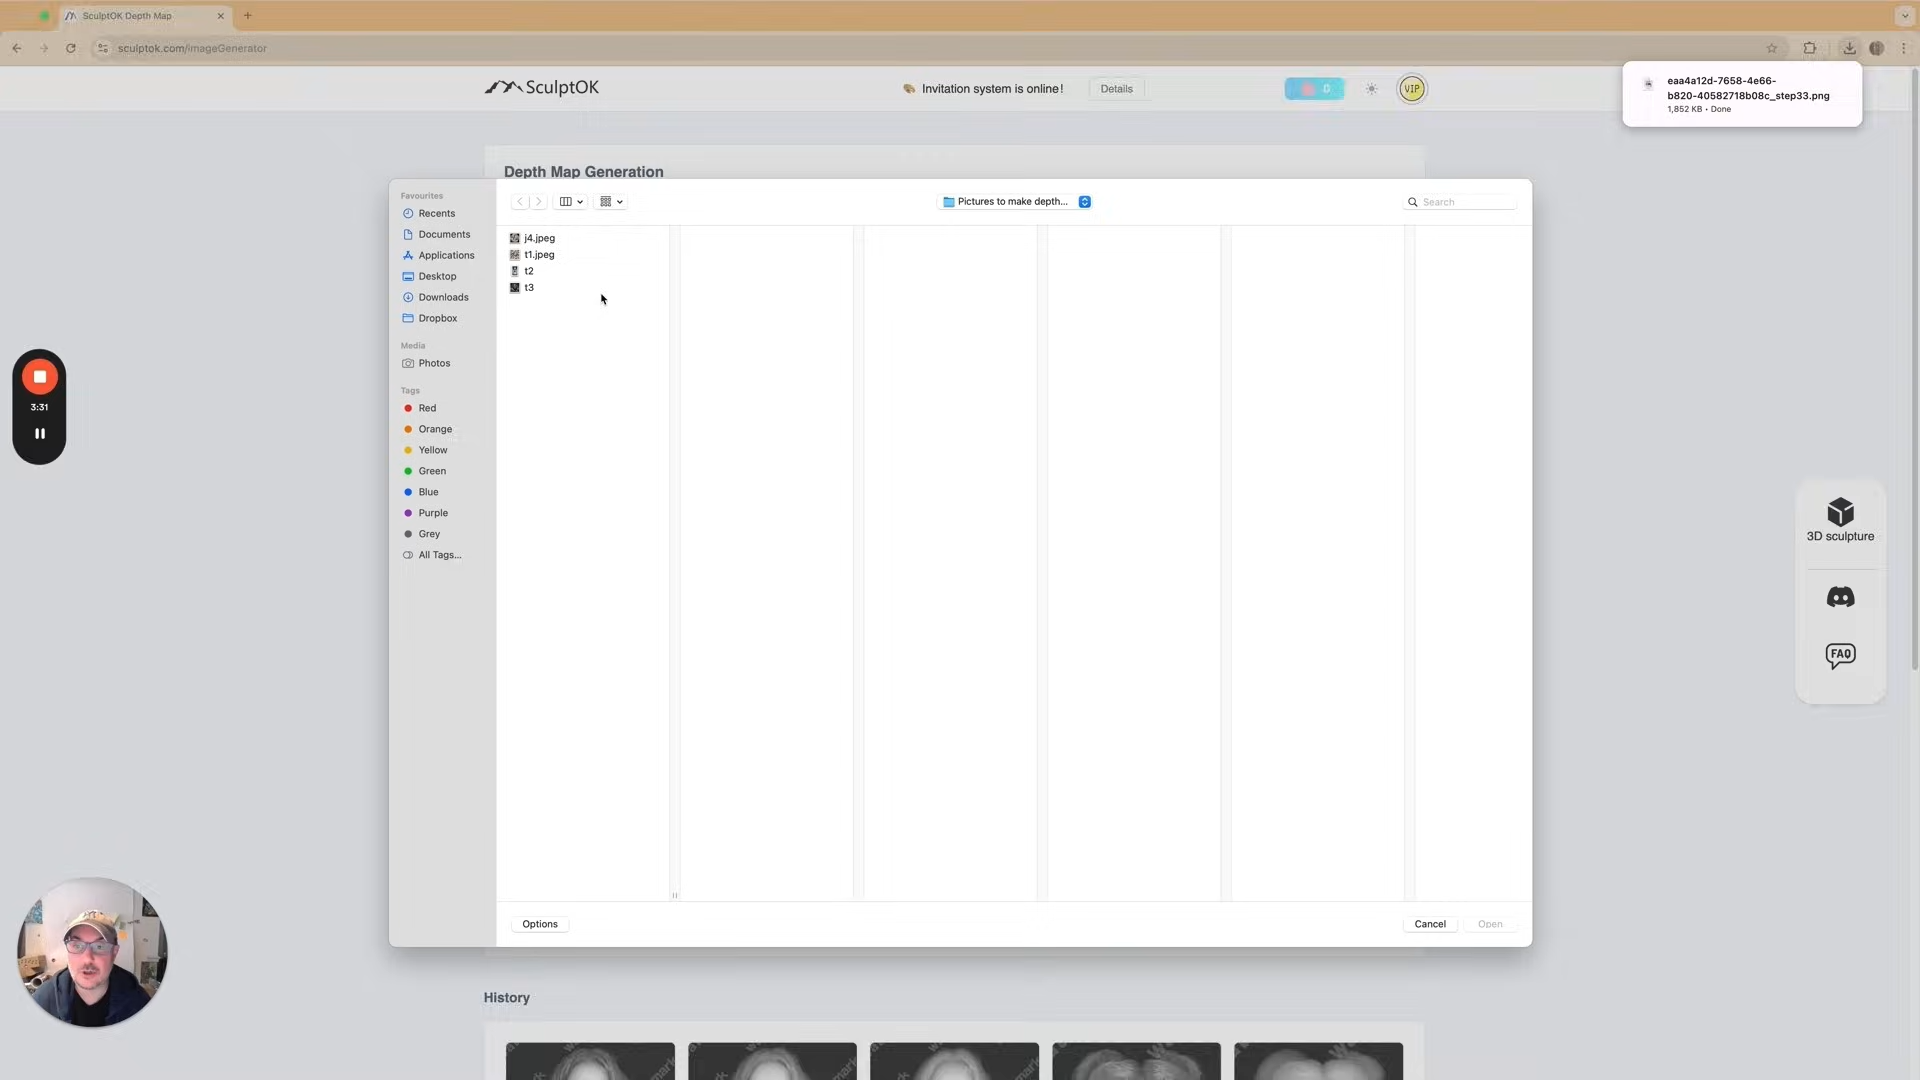 SculptOK Depth Map
sculptok.com/imageGenerator
SculptOK
Invitation system is online!
Details
0
VIP
eaa4a12d-7658-4e66-
b820-40582718b08c_step33.png
1,852 KB • Done
Depth Map Generation
Favourites
Recents
Documents
Applications
Desktop
Downloads
Dropbox
Media
Photos
Tags
Red
Orange
Yellow
Green
Blue
Purple
Grey
All Tags...
Pictures to make depth...
Search
j4.jpeg
t1.jpeg
t2
t3
Options
Cancel
Open
3:31
3D sculpture
FAQ
History